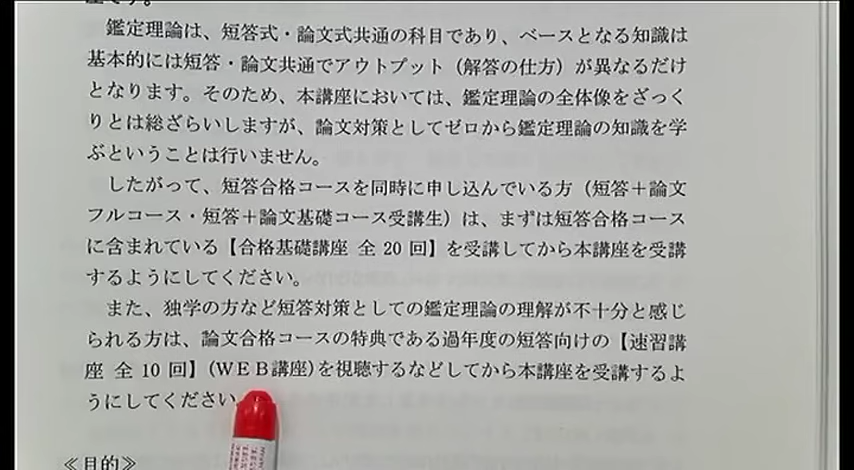 鑑定理論は、短答式・論文式共通の科目であり、ベースとなる知識は
基本的には短答・論文共通でアウトプット（解答の仕方）が異なるだけ
となります。そのため、本講座においては、鑑定理論の全体像をざっく
りとは総ざらいしますが、論文対策としてゼロから鑑定理論の知識を学
ぶということは行いません。
したがって、短答合格コースを同時に申し込んでいる方（短答＋論文
フルコース・短答＋論文基礎コース受講生）は、まずは短答合格コース
に含まれている【合格基礎講座 全 20 回】を受講してから本講座を受講
するようにしてください。
また、独学の方など短答対策としての鑑定理論の理解が不十分と感じ
られる方は、論文合格コースの特典である過年度の短答向けの【速習講
座 全 10 回】(ＷＥＢ講座)を視聴するなどしてから本講座を受講するよ
うにしてください
≪目的≫